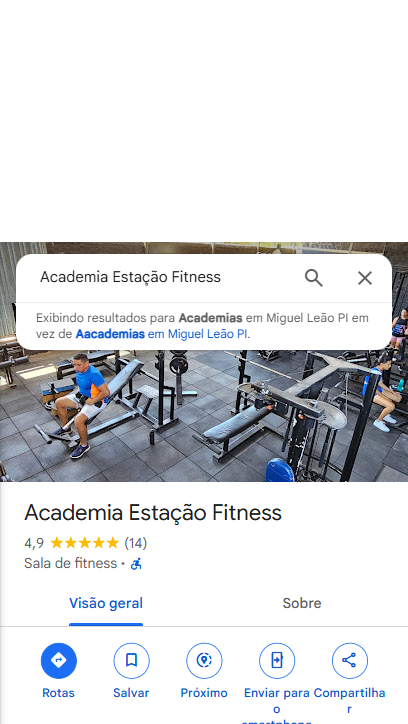 Academia Estação Fitness
Exibindo resultados para Academias em Miguel Leão PI em
vez de Aacademias em Miguel Leão PI.
Academia Estação Fitness
4,9 (14)
Sala de fitness ·
Visão geral Sobre
Rotas Salvar Próximo Enviar para o smartphone Compartilhar